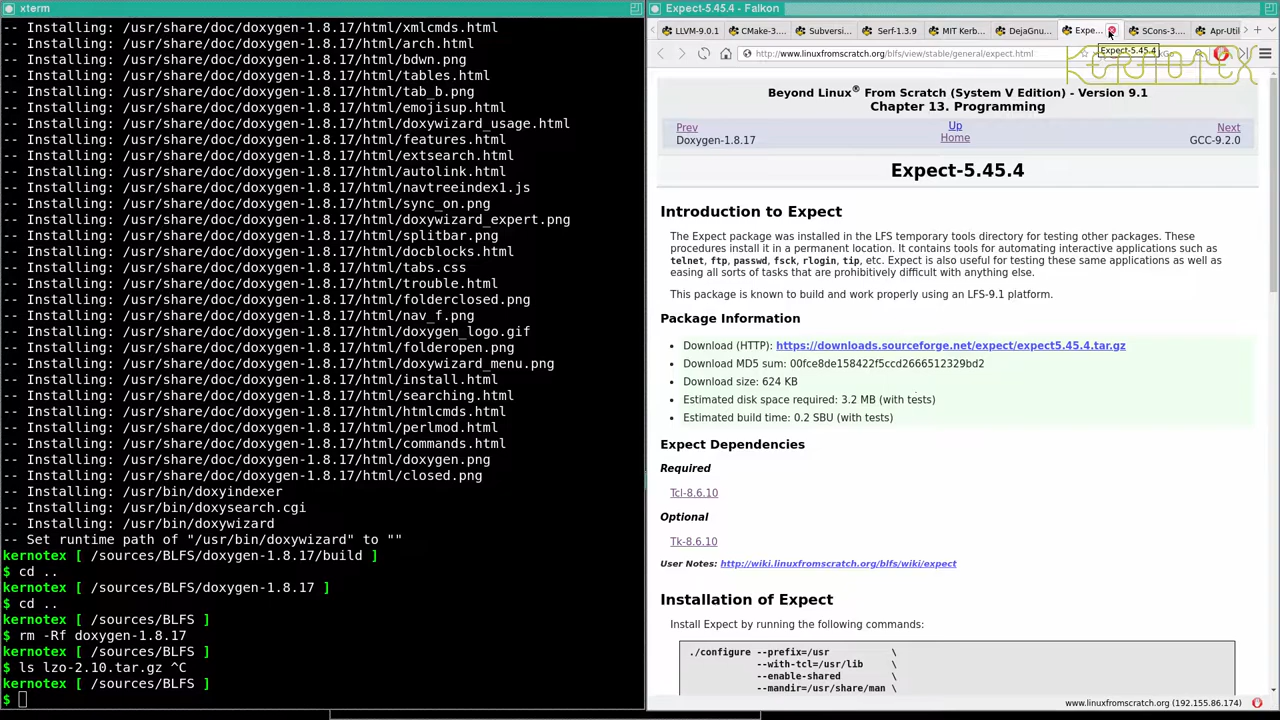 xterm
-- Installing: /usr/share/doc/doxygen-1.8.17/html/xmlcmds.html
-- Installing: /usr/share/doc/doxygen-1.8.17/html/arch.html
-- Installing: /usr/share/doc/doxygen-1.8.17/html/bdwn.png
-- Installing: /usr/share/doc/doxygen-1.8.17/html/tables.html
-- Installing: /usr/share/doc/doxygen-1.8.17/html/tab_b.png
-- Installing: /usr/share/doc/doxygen-1.8.17/html/emojisup.html
-- Installing: /usr/share/doc/doxygen-1.8.17/html/doxywizard_usage.html
-- Installing: /usr/share/doc/doxygen-1.8.17/html/features.html
-- Installing: /usr/share/doc/doxygen-1.8.17/html/extsearch.html
-- Installing: /usr/share/doc/doxygen-1.8.17/html/autolink.html
-- Installing: /usr/share/doc/doxygen-1.8.17/html/navtreeindex1.js
-- Installing: /usr/share/doc/doxygen-1.8.17/html/sync_on.png
-- Installing: /usr/share/doc/doxygen-1.8.17/html/doxywizard_expert.png
-- Installing: /usr/share/doc/doxygen-1.8.17/html/splitbar.png
-- Installing: /usr/share/doc/doxygen-1.8.17/html/docblocks.html
-- Installing: /usr/share/doc/doxygen-1.8.17/html/tabs.css
-- Installing: /usr/share/doc/doxygen-1.8.17/html/trouble.html
-- Installing: /usr/share/doc/doxygen-1.8.17/html/folderclosed.png
-- Installing: /usr/share/doc/doxygen-1.8.17/html/nav_f.png
-- Installing: /usr/share/doc/doxygen-1.8.17/html/doxygen_logo.gif
-- Installing: /usr/share/doc/doxygen-1.8.17/html/folderopen.png
-- Installing: /usr/share/doc/doxygen-1.8.17/html/doxywizard_menu.png
-- Installing: /usr/share/doc/doxygen-1.8.17/html/install.html
-- Installing: /usr/share/doc/doxygen-1.8.17/html/searching.html
-- Installing: /usr/share/doc/doxygen-1.8.17/html/htmlcmds.html
-- Installing: /usr/share/doc/doxygen-1.8.17/html/perlmod.html
-- Installing: /usr/share/doc/doxygen-1.8.17/html/commands.html
-- Installing: /usr/share/doc/doxygen-1.8.17/html/doxygen.png
-- Installing: /usr/share/doc/doxygen-1.8.17/html/closed.png
-- Installing: /usr/bin/doxyindexer
-- Installing: /usr/bin/doxysearch.cgi
-- Installing: /usr/bin/doxywizard
-- Set runtime path of "/usr/bin/doxywizard" to ""
kernotex [ /sources/BLFS/doxygen-1.8.17/build ]
$ cd ..
kernotex [ /sources/BLFS/doxygen-1.8.17 ]
$ cd ..
kernotex [ /sources/BLFS ]
$ rm -Rf doxygen-1.8.17
kernotex [ /sources/BLFS ]
$ ls lzo-2.10.tar.gz ^C
kernotex [ /sources/BLFS ]
$
Expect-5.45.4 - Falkon
LLVM-9.0.1 CMake-3.... Subversi... Serf-1.3.9 MIT Kerb... DejaGnu... Expe... SCons-3.... Apr-Util
http://www.linuxfromscratch.org/blfs/view/stable/general/expect.html
Expect-5.45.4
KERNOTEX
Beyond Linux® From Scratch (System V Edition) - Version 9.1
Chapter 13. Programming
Prev Up Next
Doxygen-1.8.17 Home GCC-9.2.0
Expect-5.45.4
Introduction to Expect
The Expect package was installed in the LFS temporary tools directory for testing other packages. These
procedures install it in a permanent location. It contains tools for automating interactive applications such as
telnet, ftp, passwd, fsck, rlogin, tip, etc. Expect is also useful for testing these same applications as well as
easing all sorts of tasks that are prohibitively difficult with anything else.
This package is known to build and work properly using an LFS-9.1 platform.
Package Information
• Download (HTTP): https://downloads.sourceforge.net/expect/expect5.45.4.tar.gz
• Download MD5 sum: 00fce8de158422f5ccd2666512329bd2
• Download size: 624 KB
• Estimated disk space required: 3.2 MB (with tests)
• Estimated build time: 0.2 SBU (with tests)
Expect Dependencies
Required
Tcl-8.6.10
Optional
Tk-8.6.10
User Notes: http://wiki.linuxfromscratch.org/blfs/wiki/expect
Installation of Expect
Install Expect by running the following commands:
./configure --prefix=/usr \
--with-tcl=/usr/lib \
--enable-shared \
--mandir=/usr/share/man \
www.linuxfromscratch.org (192.155.86.174)